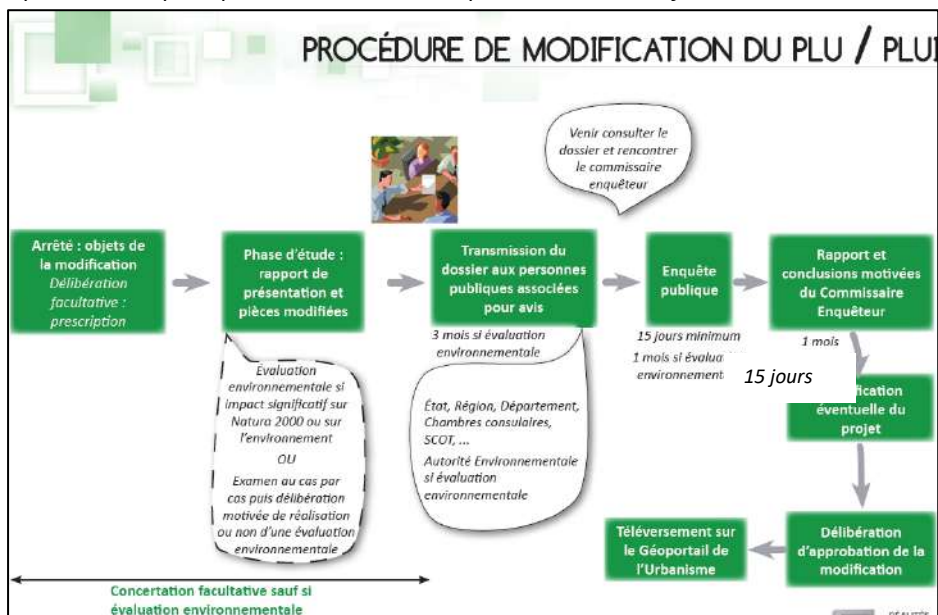 PROCÉDURE DE MODIFICATION DU PLU / PLUI
Venir consulter le
dossier et rencontrer
le commissaire
enquêteur
Arrêté : objets de
la modification
Délibération
facultative :
prescription
Phase d'étude :
rapport de
présentation et
pièces modifiées
Transmission du
dossier aux personnes
publiques associées
pour avis
Enquête
publique
Rapport et
conclusions motivées
du Commissaire
Enquêteur
3 mois si évaluation
environnementale
15 jours minimum
1 mois si évalua
environnement
1 mois
15 jours
Evaluation
environnementale si
impact significatif sur
Natura 2000 ou sur
l'environnement
OU
Examen au cas par
cas puis délibération
motivée de réalisation
ou non d'une évaluation
environnementale
État, Région, Département,
Chambres consulaires,
SCOT, ...
Autorité Environnementale
si évaluation
environnementale
ification
éventuelle du
projet
Téléversement sur
le Géoportail de
l'Urbanisme
Délibération
d'approbation de la
modification
Concertation facultative sauf si
évaluation environnementale